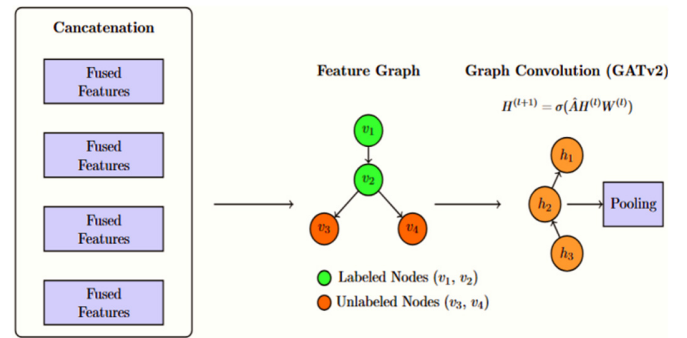 Cancatenation
Fused
Features
Fused
Features
Fused
Features
Fused
Features
Feature Graph
v₁
v₂
v₃
v₄
Labeled Nodes (v₁, v₂)
Unlabeled Nodes (v₃, v₄)
Graph Convolution (GATv2)
H⁽ˡ⁺¹⁾ = σ(ÂH⁽ˡ⁾W⁽ˡ⁾)
h₁
h₂
h₃
Pooling